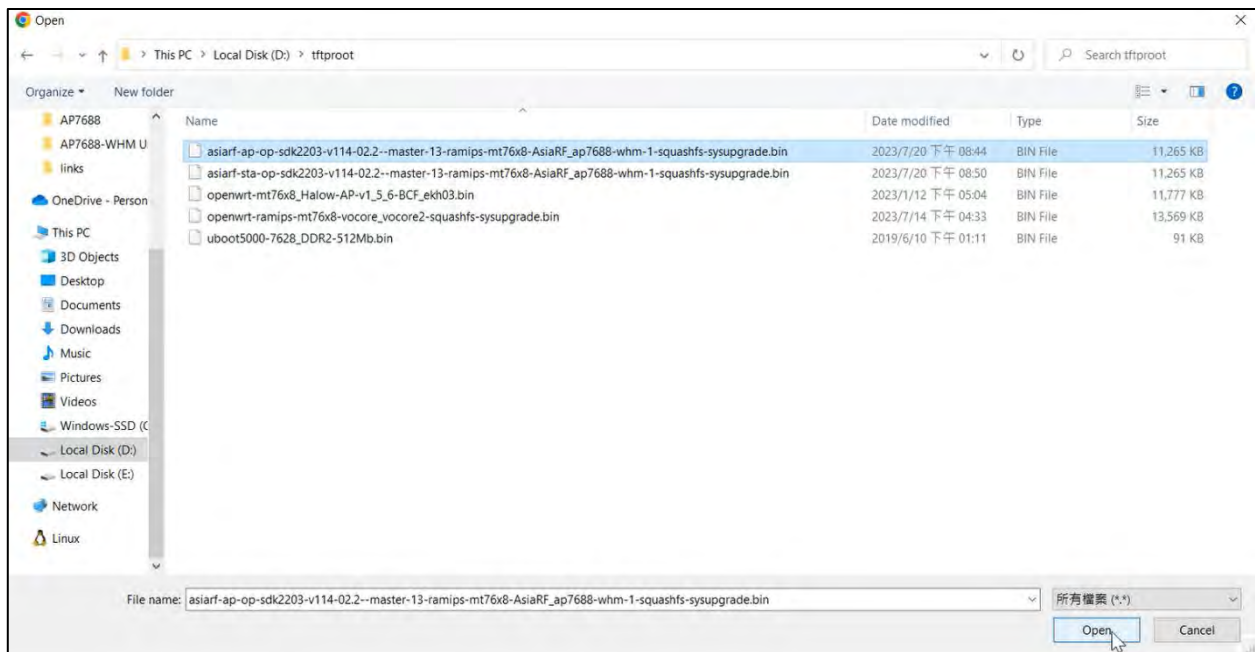 Open
This PC > Local Disk (D:) > tftproot
Search tftproot
Organize
New folder
AP7688
AP7688-WHM U
links
OneDrive - Person
This PC
3D Objects
Desktop
Documents
Downloads
Music
Pictures
Videos
Windows-SSD (C
Local Disk (D:)
Local Disk (E:)
Network
Linux
Name Date modified Type Size
asiarf-ap-op-sdk2203-v114-02.2--master-13-ramips-mt76x8-AsiaRF_ap7688-whm-1-squashfs-sysupgrade.bin 2023/7/20 下午 08:44 BIN File 11,265 KB
asiarf-sta-op-sdk2203-v114-02.2--master-13-ramips-mt76x8-AsiaRF_ap7688-whm-1-squashfs-sysupgrade.bin 2023/7/20 下午 08:50 BIN File 11,265 KB
openwrt-mt76x8_Halow-AP-v1_5_6-BCF_ekh03.bin 2023/1/12 下午 05:04 BIN File 11,777 KB
openwrt-ramips-mt76x8-vocore_vocore2-squashfs-sysupgrade.bin 2023/7/14 下午 04:33 BIN File 13,569 KB
uboot5000-7628_DDR2-512Mb.bin 2019/6/10 下午 01:11 BIN File 91 KB
File name: asiarf-ap-op-sdk2203-v114-02.2--master-13-ramips-mt76x8-AsiaRF_ap7688-whm-1-squashfs-sysupgrade.bin
所有檔案 (*.*)
Open
Cancel